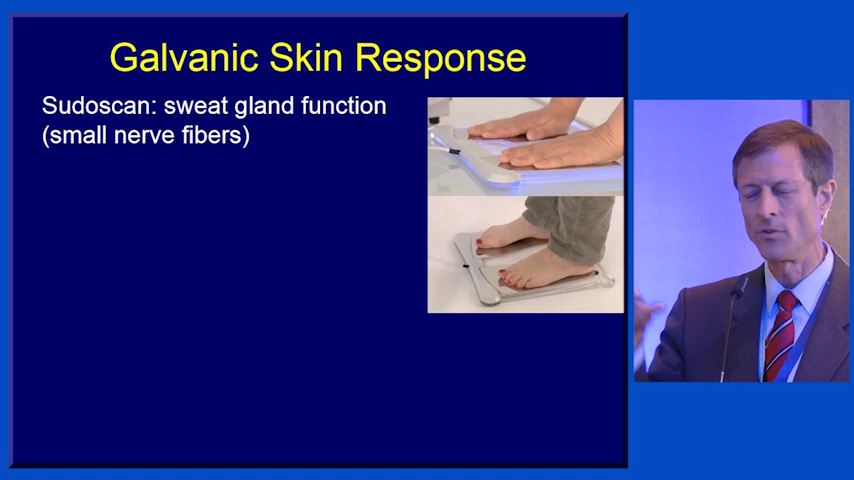 Galvanic Skin Response
Sudoscan: sweat gland function
(small nerve fibers)